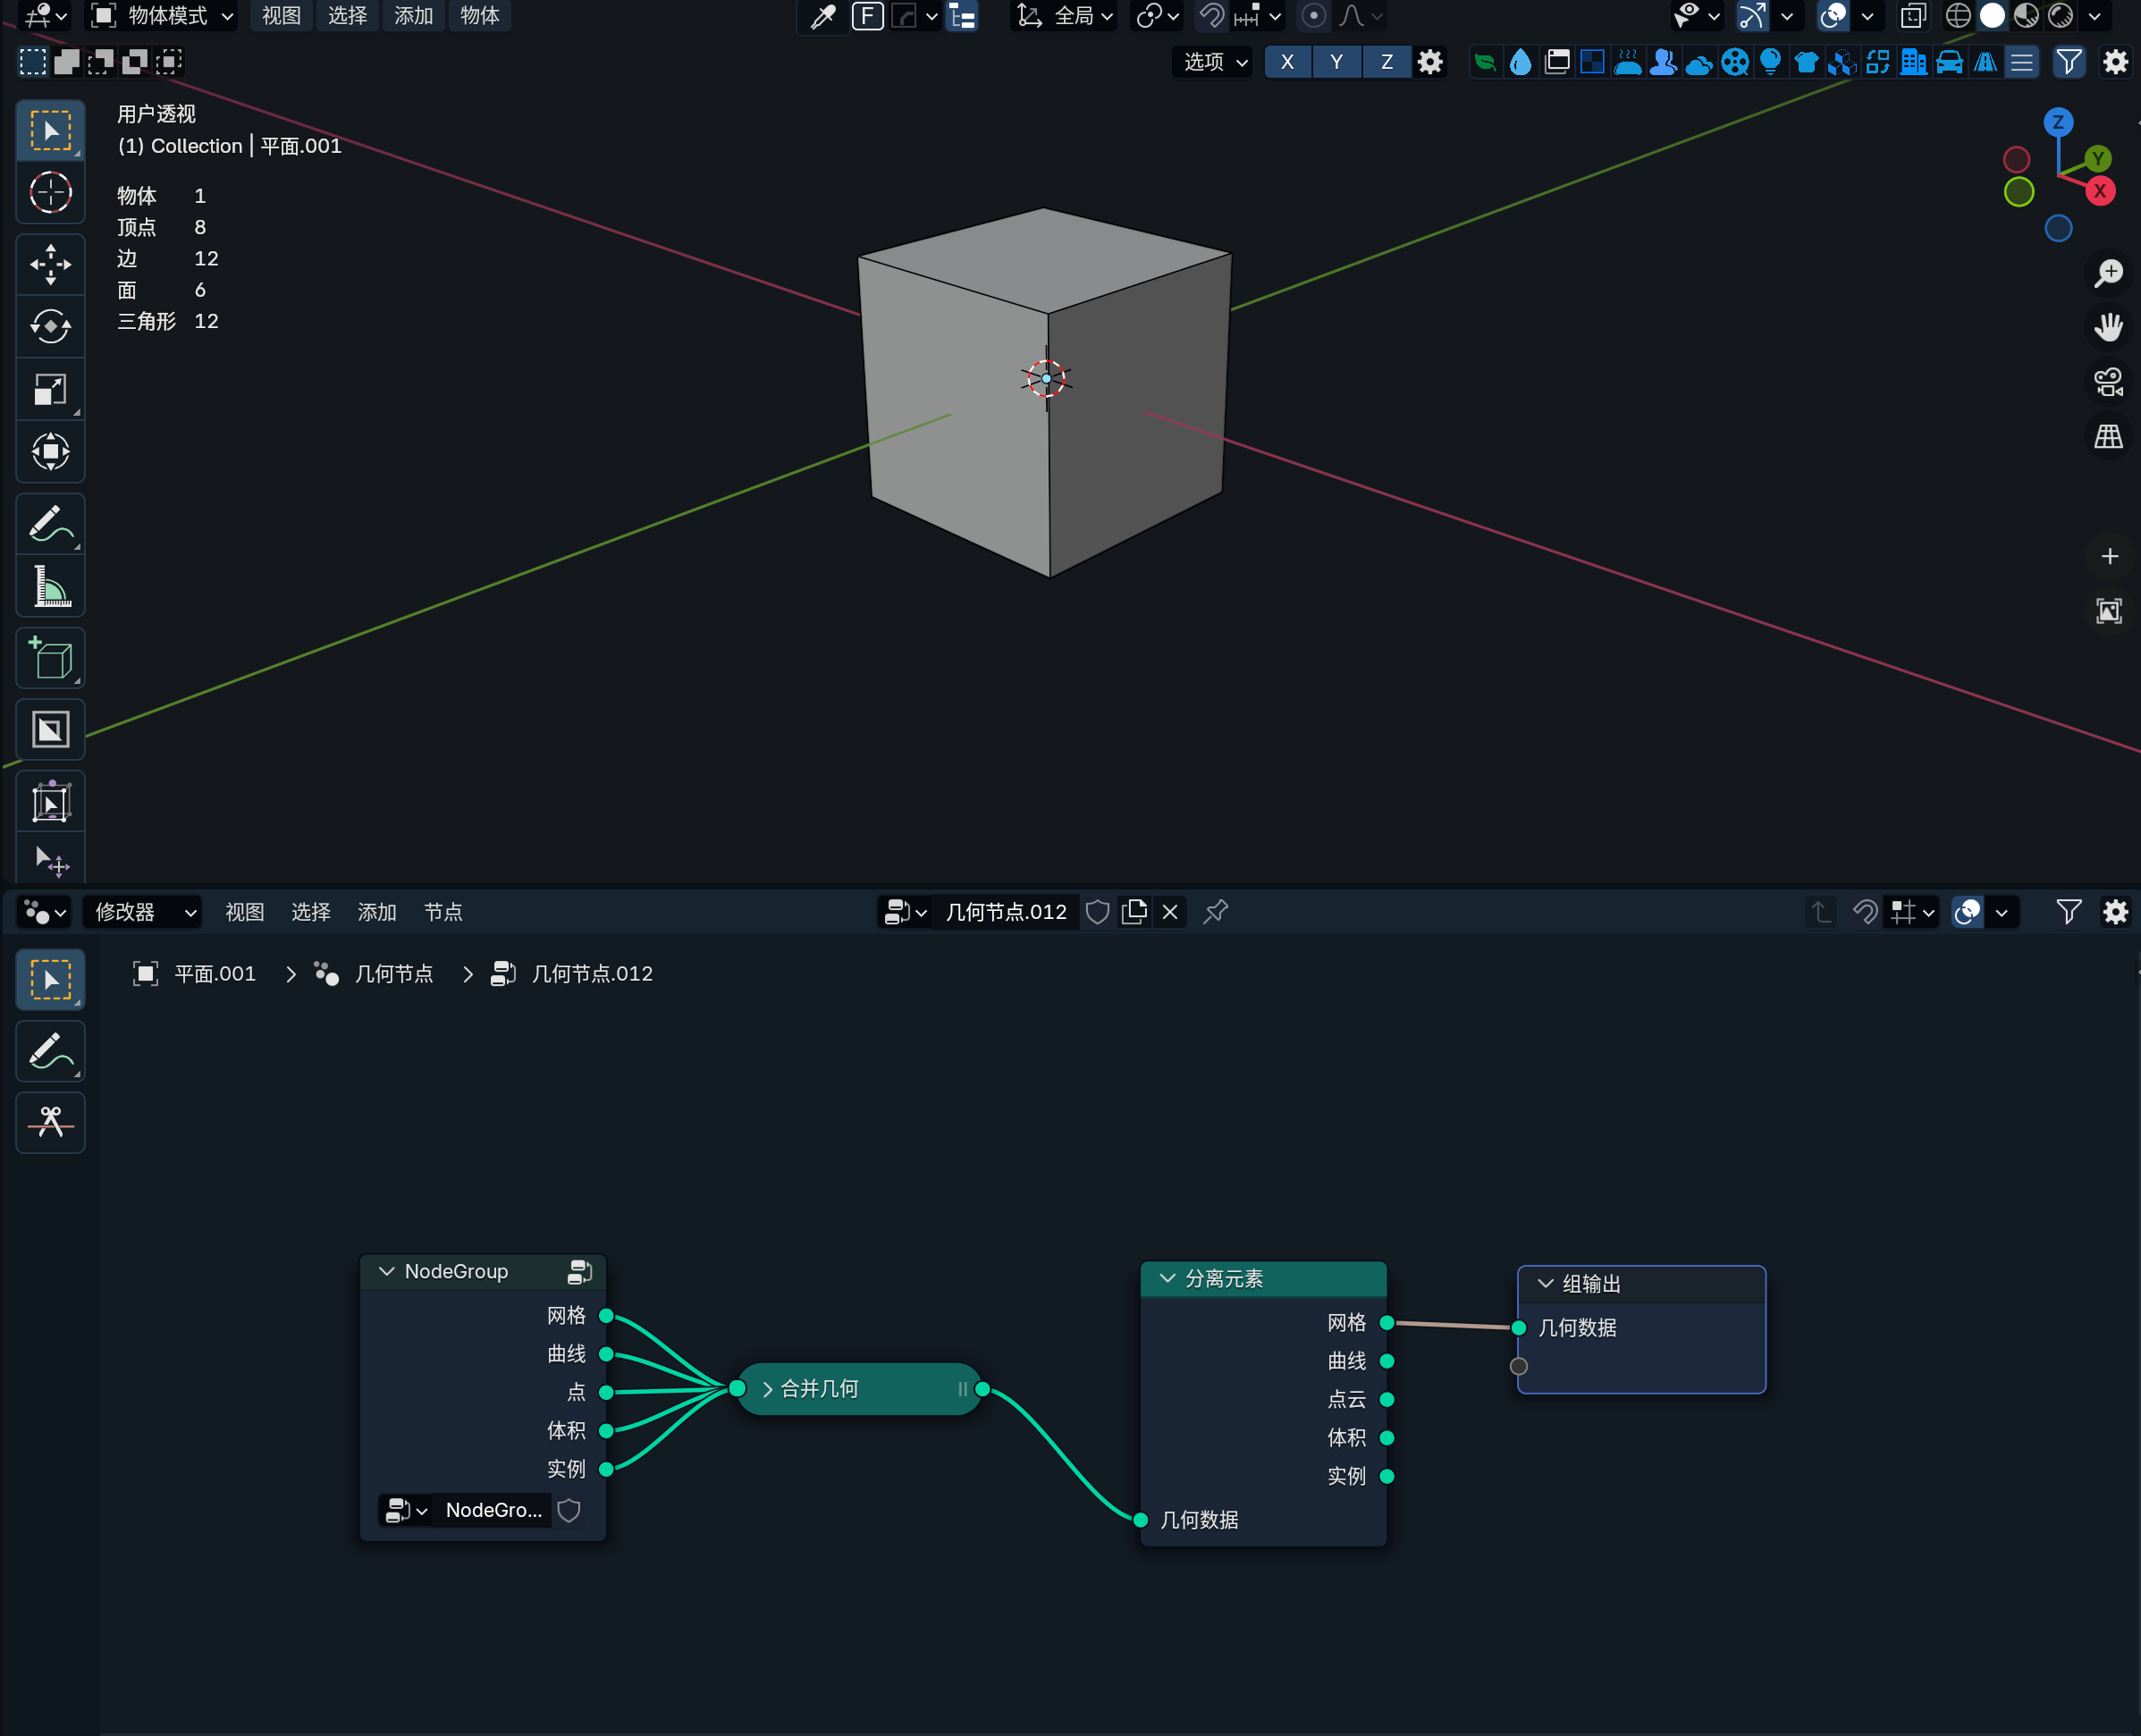 物体模式 视图 选择 添加 物体 F 全局
选项 X Y Z
用户透视
(1) Collection | 平面.001
物体 1
顶点 8
边 12
面 6
三角形 12
Z
Y
X
修改器 视图 选择 添加 节点 几何节点.012
平面.001 > 几何节点 > 几何节点.012
NodeGroup
网格
曲线
点
体积
实例
NodeGro...
合并几何
分离元素
网格
曲线
点云
体积
实例
几何数据
组输出
几何数据